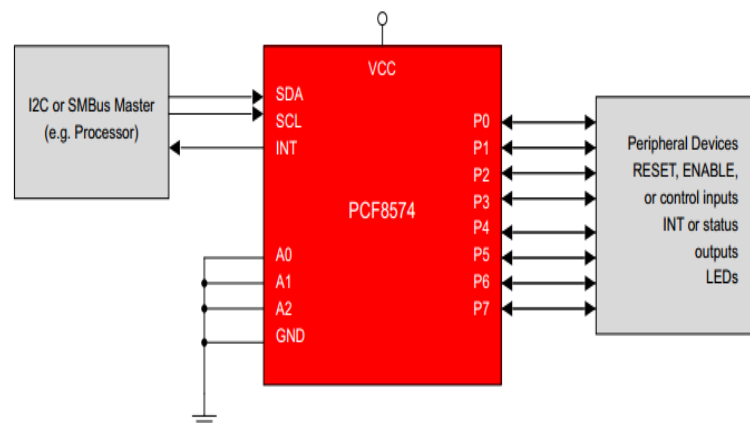 VCC
I2C or SMBus Master
(e.g. Processor)
SDA
SCL
INT
PCF8574
A0
A1
A2
GND
P0
P1
P2
P3
P4
P5
P6
P7
Peripheral Devices
RESET, ENABLE,
or control inputs
INT or status
outputs
LEDs